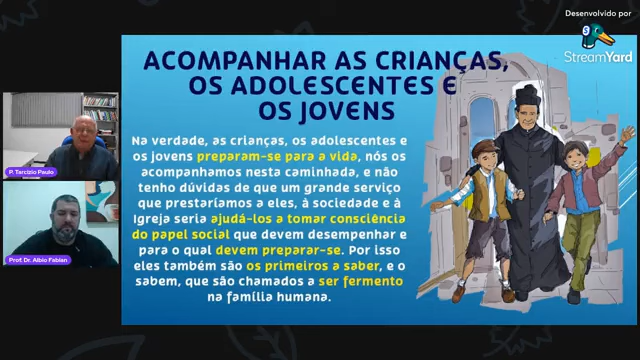 Desenvolvido por
StreamYard
ACOMPANHAR AS CRIANÇAS,
OS ADOLESCENTES E
OS JOVENS
Na verdade, as crianças, os adolescentes e
os jovens preparam-se para a vida, nós os
acompanhamos nesta caminhada, e não
tenho dúvidas de que um grande serviço
que prestaríamos a eles, à sociedade e à
Igreja seria ajudá-los a tomar consciência
do papel social que devem desempenhar e
para o qual devem preparar-se. Por isso
eles também são os primeiros a saber, e o
sabem, que são chamados a ser fermento
na família humana.
P. Tarcízio Paulo
Prof. Dr. Albio Fabian